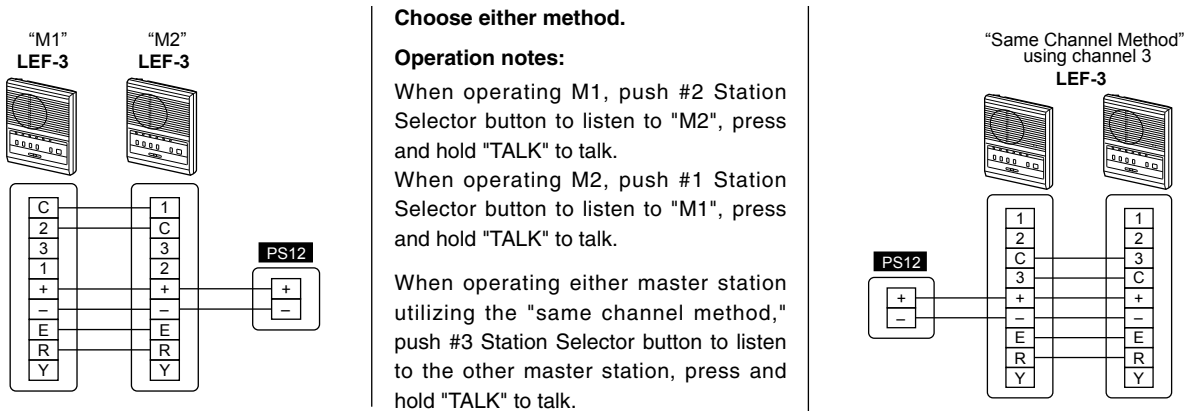 “M1”
LEF-3
“M2”
LEF-3
C
2
3
1
+
–
E
R
Y
1
C
3
2
+
–
E
R
Y
PS12
+
–
Choose either method.
Operation notes:
When operating M1, push #2 Station
Selector button to listen to "M2", press
and hold "TALK" to talk.
When operating M2, push #1 Station
Selector button to listen to "M1", press
and hold "TALK" to talk.
When operating either master station
utilizing the "same channel method,"
push #3 Station Selector button to listen
to the other master station, press and
hold "TALK" to talk.
“Same Channel Method”
using channel 3
LEF-3
PS12
+
–
1
2
C
3
+
–
E
R
Y
1
2
3
C
+
–
E
R
Y